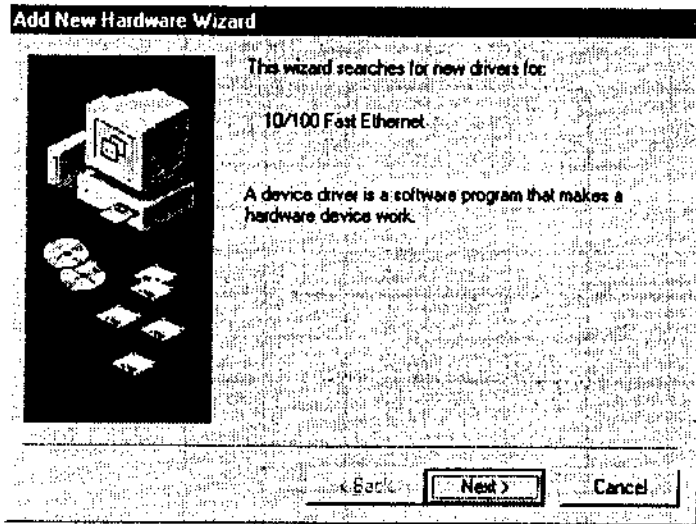 Add New Hardware Wizard
This wizard searches for new drivers for:
10/100 Fast Ethernet
A device driver is a software program that makes a
hardware device work.
< Back
Next >
Cancel